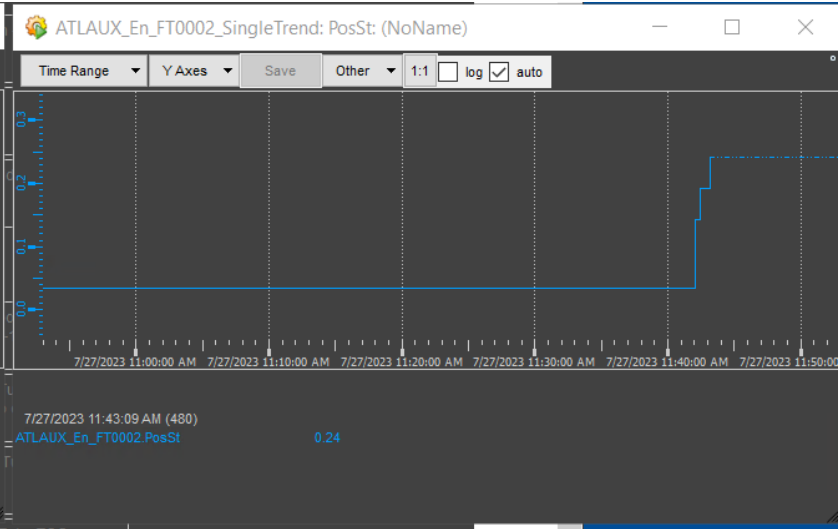 ATLAUX_En_FT0002_SingleTrend: PosSt: (NoName)
Time Range Y Axes Save Other 1:1 log auto
0.3
0.2
0.1
0.0
7/27/2023 11:00:00 AM 7/27/2023 11:10:00 AM 7/27/2023 11:20:00 AM 7/27/2023 11:30:00 AM 7/27/2023 11:40:00 AM 7/27/2023 11:50:00
7/27/2023 11:43:09 AM (480)
ATLAUX_En_FT0002.PosSt 0.24